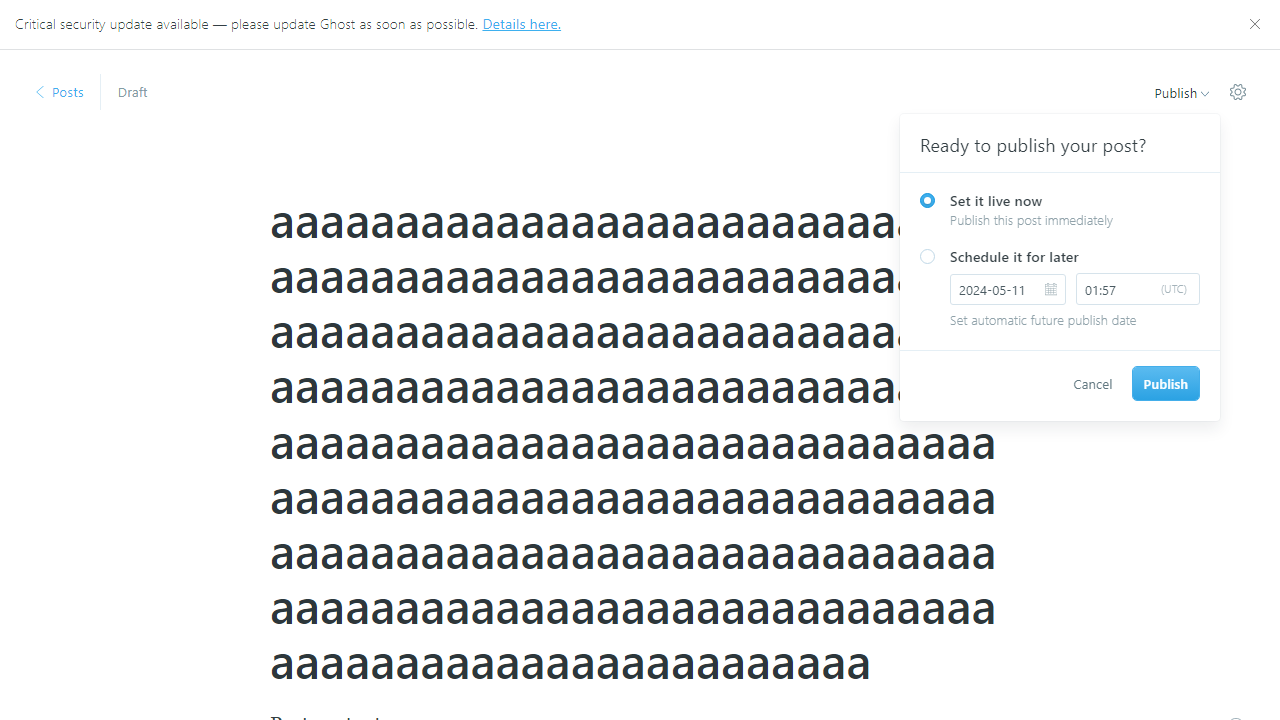 Critical security update available — please update Ghost as soon as possible. Details here.
Posts
Draft
Publish
Ready to publish your post?
Set it live now
Publish this post immediately
Schedule it for later
2024-05-11
01:57
(UTC)
Set automatic future publish date
Cancel
Publish
aaaaaaaaaaaaaaaaaaaaaaaaa
aaaaaaaaaaaaaaaaaaaaaaaaa
aaaaaaaaaaaaaaaaaaaaaaaaa
aaaaaaaaaaaaaaaaaaaaaaaaa
aaaaaaaaaaaaaaaaaaaaaaaaaaaaa
aaaaaaaaaaaaaaaaaaaaaaaaaaaaa
aaaaaaaaaaaaaaaaaaaaaaaaaaaaa
aaaaaaaaaaaaaaaaaaaaaaaaaaaaa
aaaaaaaaaaaaaaaaaaaaaaaa